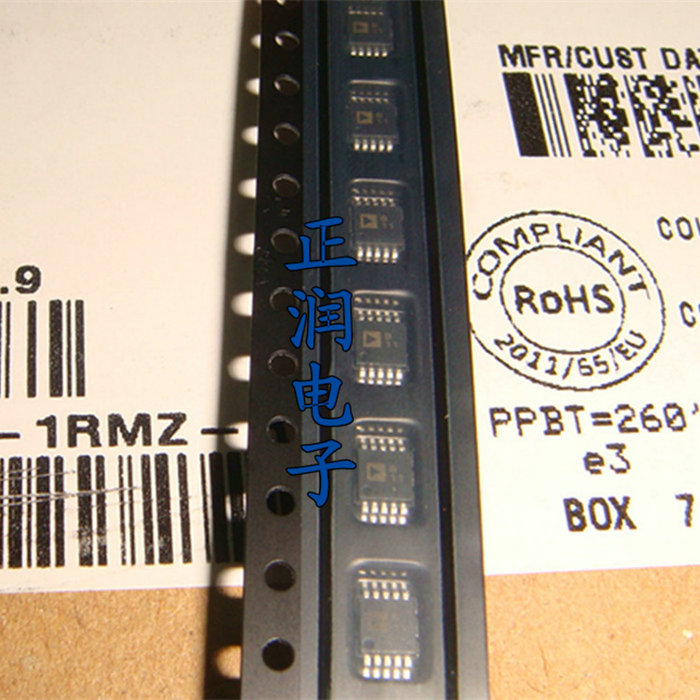 MFR/CUST DA
.9
COMPLIANT
RoHS
2011/65/EU
-1RMZ-
PPBT=260
e3
BOX 7
正润电子